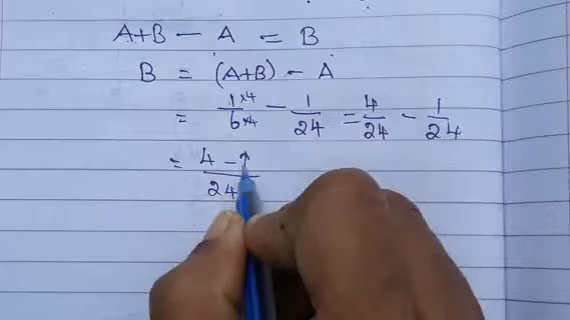 A+B - A = B
B = (A+B) - A
= 1×4/6×4 - 1/24 = 4/24 - 1/24
= 4 - 1/24